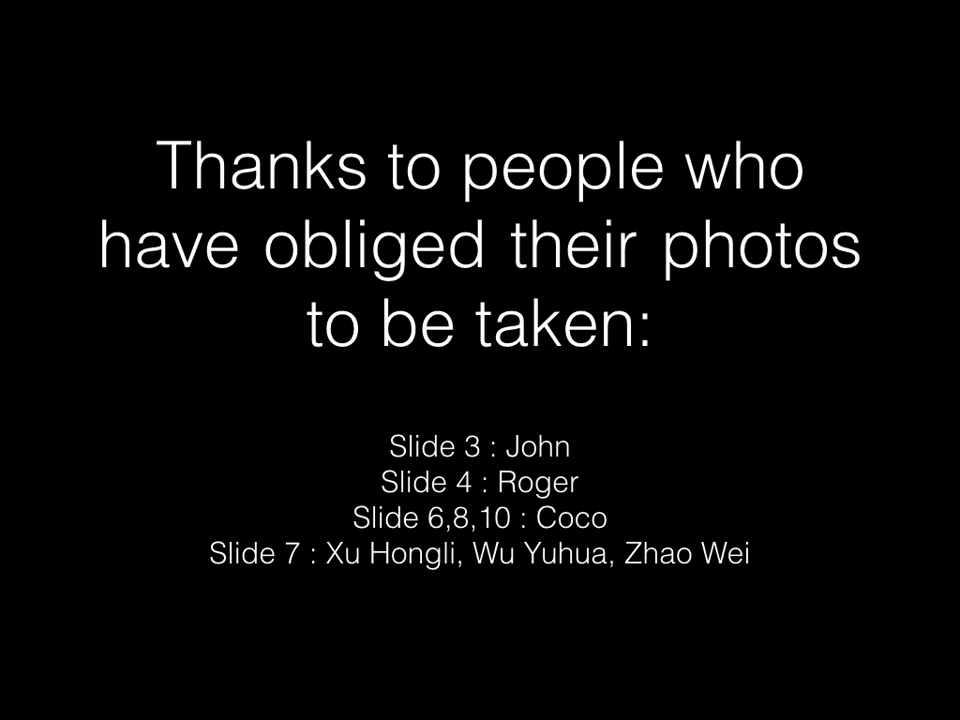 Thanks to people who
have obliged their photos
to be taken:
Slide 3 : John
Slide 4 : Roger
Slide 6,8,10 : Coco
Slide 7 : Xu Hongli, Wu Yuhua, Zhao Wei